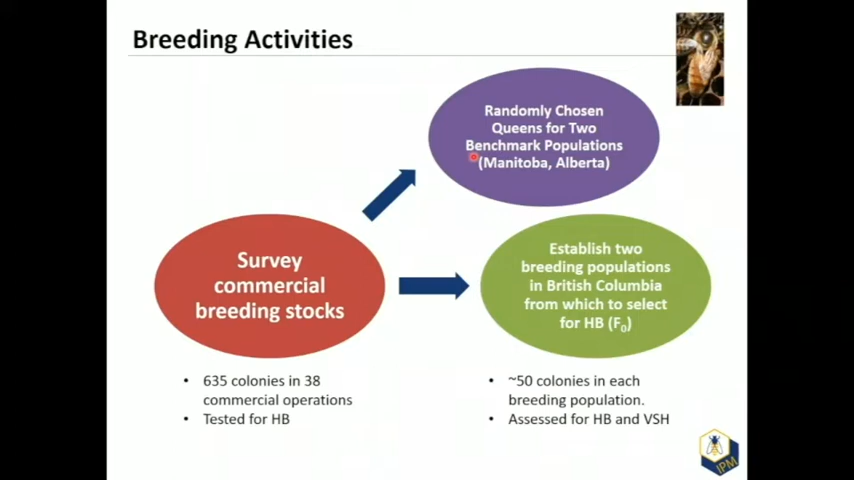 Breeding Activities
Randomly Chosen
Queens for Two
Benchmark Populations
(Manitoba, Alberta)
Survey
commercial
breeding stocks
Establish two
breeding populations
in British Columbia
from which to select
for HB (F₀)
• 635 colonies in 38
commercial operations
• Tested for HB
• ~50 colonies in each
breeding population.
• Assessed for HB and VSH
IPM